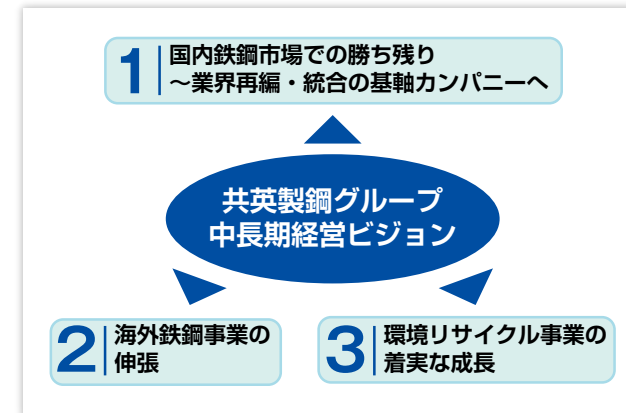 1 国内鉄鋼市場での勝ち残り
～業界再編・統合の基軸カンパニーへ
共英製鋼グループ
中長期経営ビジョン
2 海外鉄鋼事業の
伸張
3 環境リサイクル事業の
着実な成長